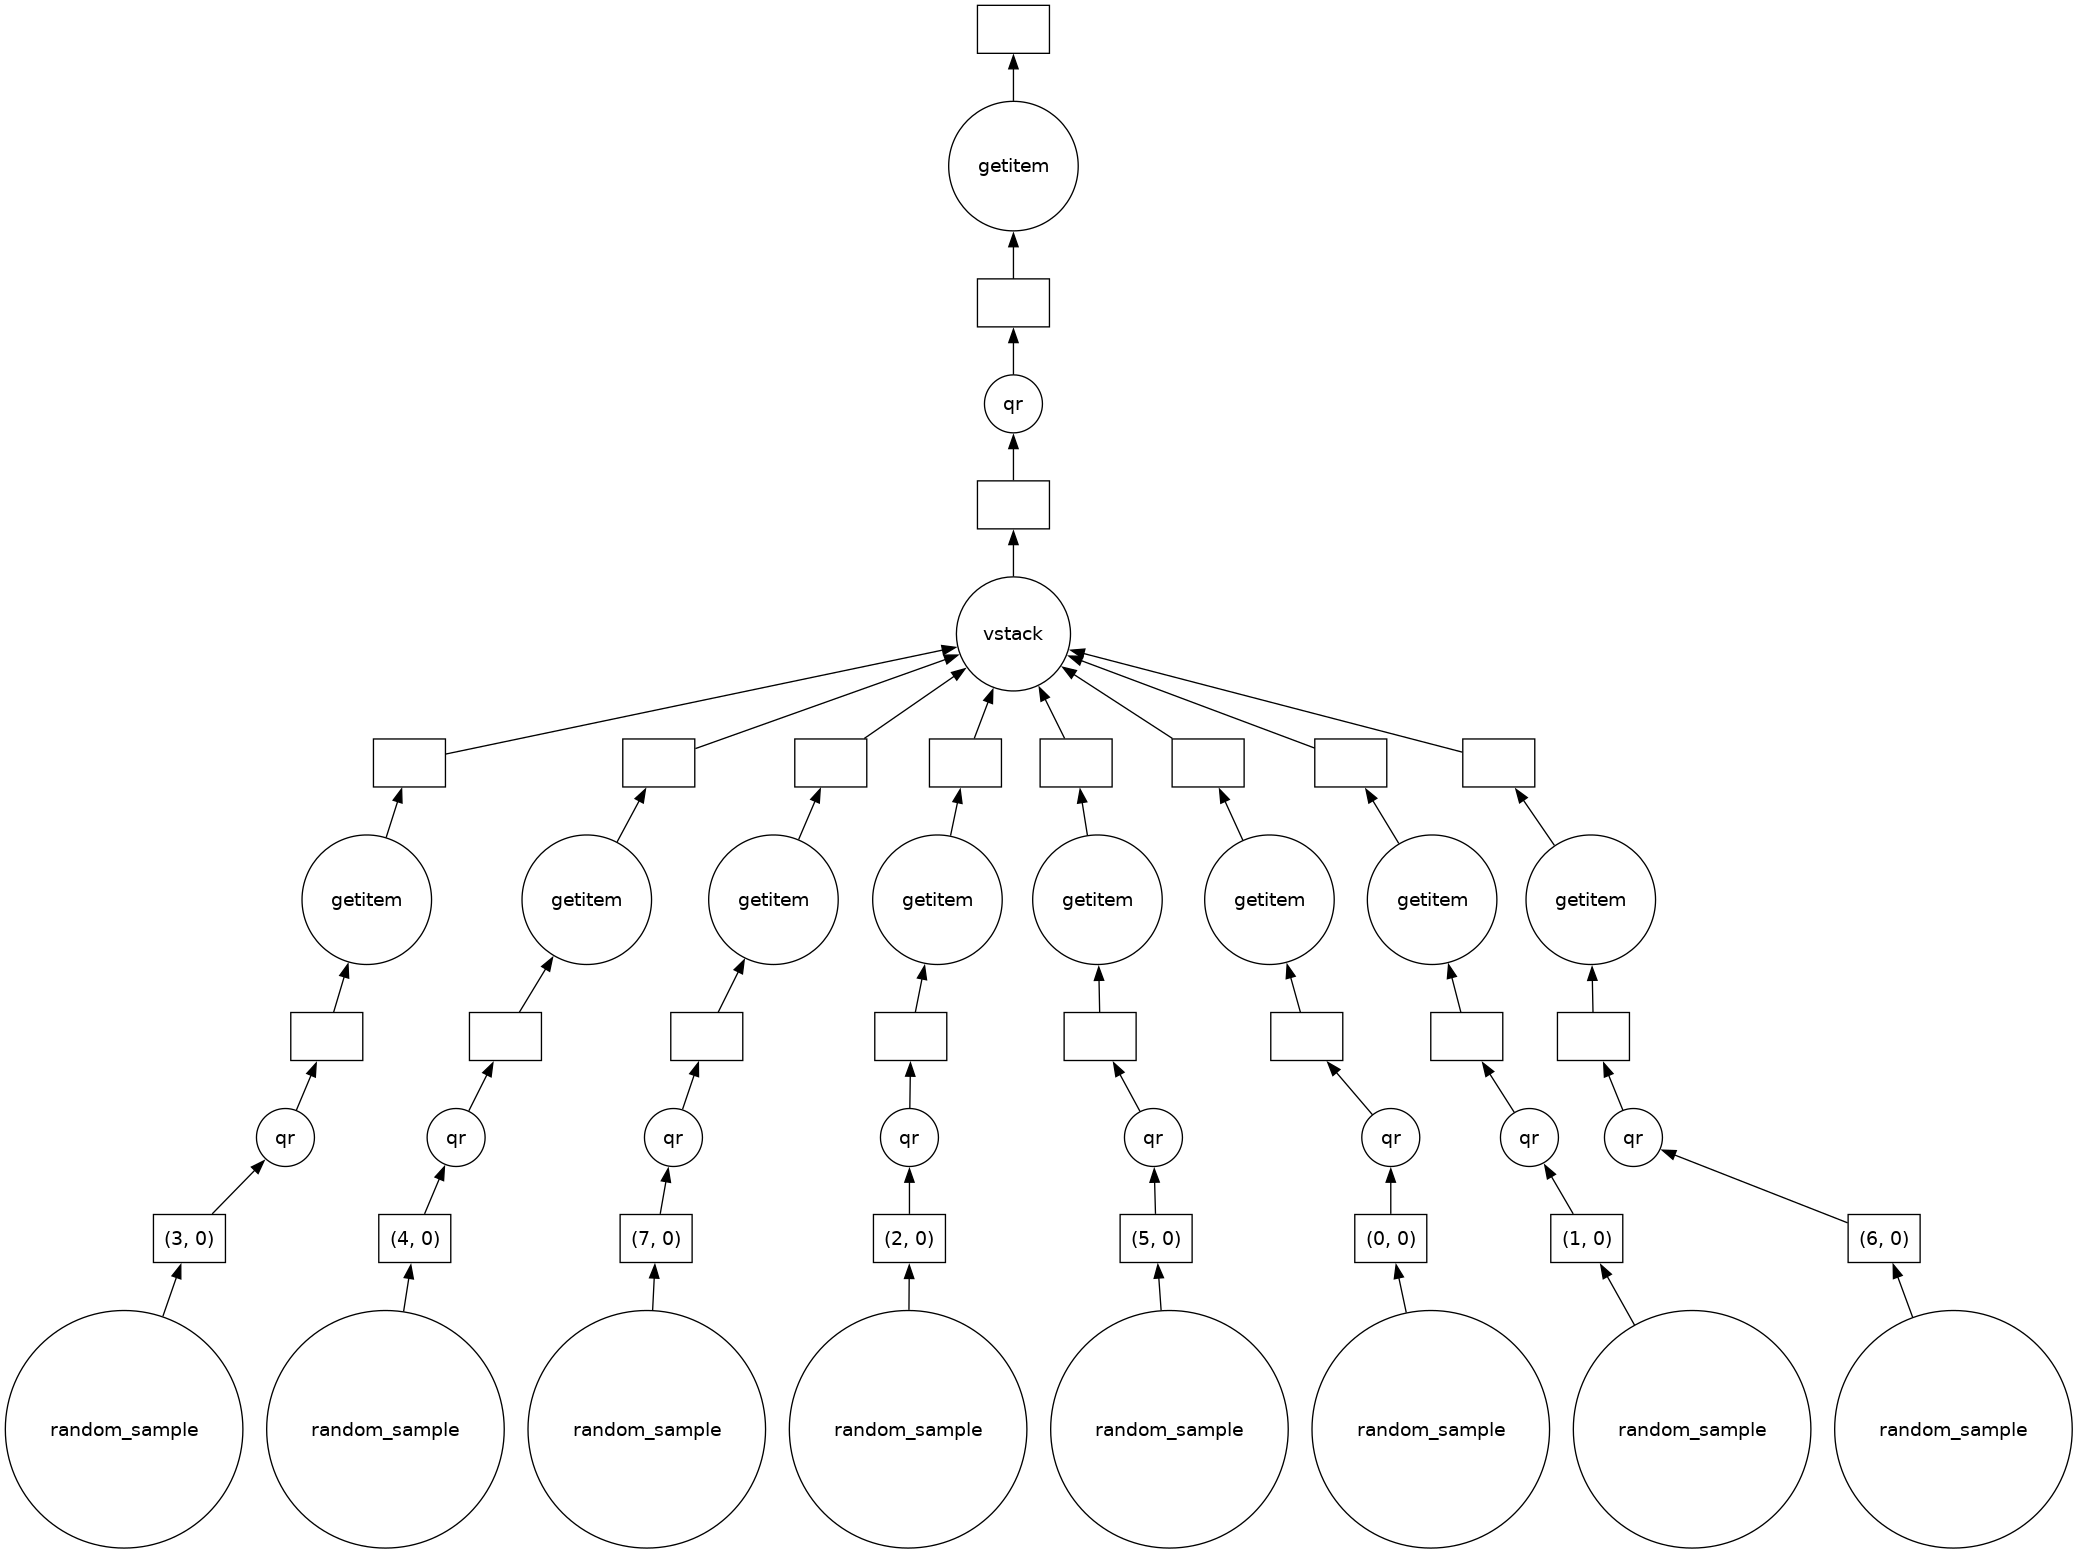 getitem
qr
vstack
getitem getitem getitem getitem getitem getitem getitem getitem
qr qr qr qr qr qr qr qr
(3, 0) (4, 0) (7, 0) (2, 0) (5, 0) (0, 0) (1, 0) (6, 0)
random_sample random_sample random_sample random_sample random_sample random_sample random_sample random_sample